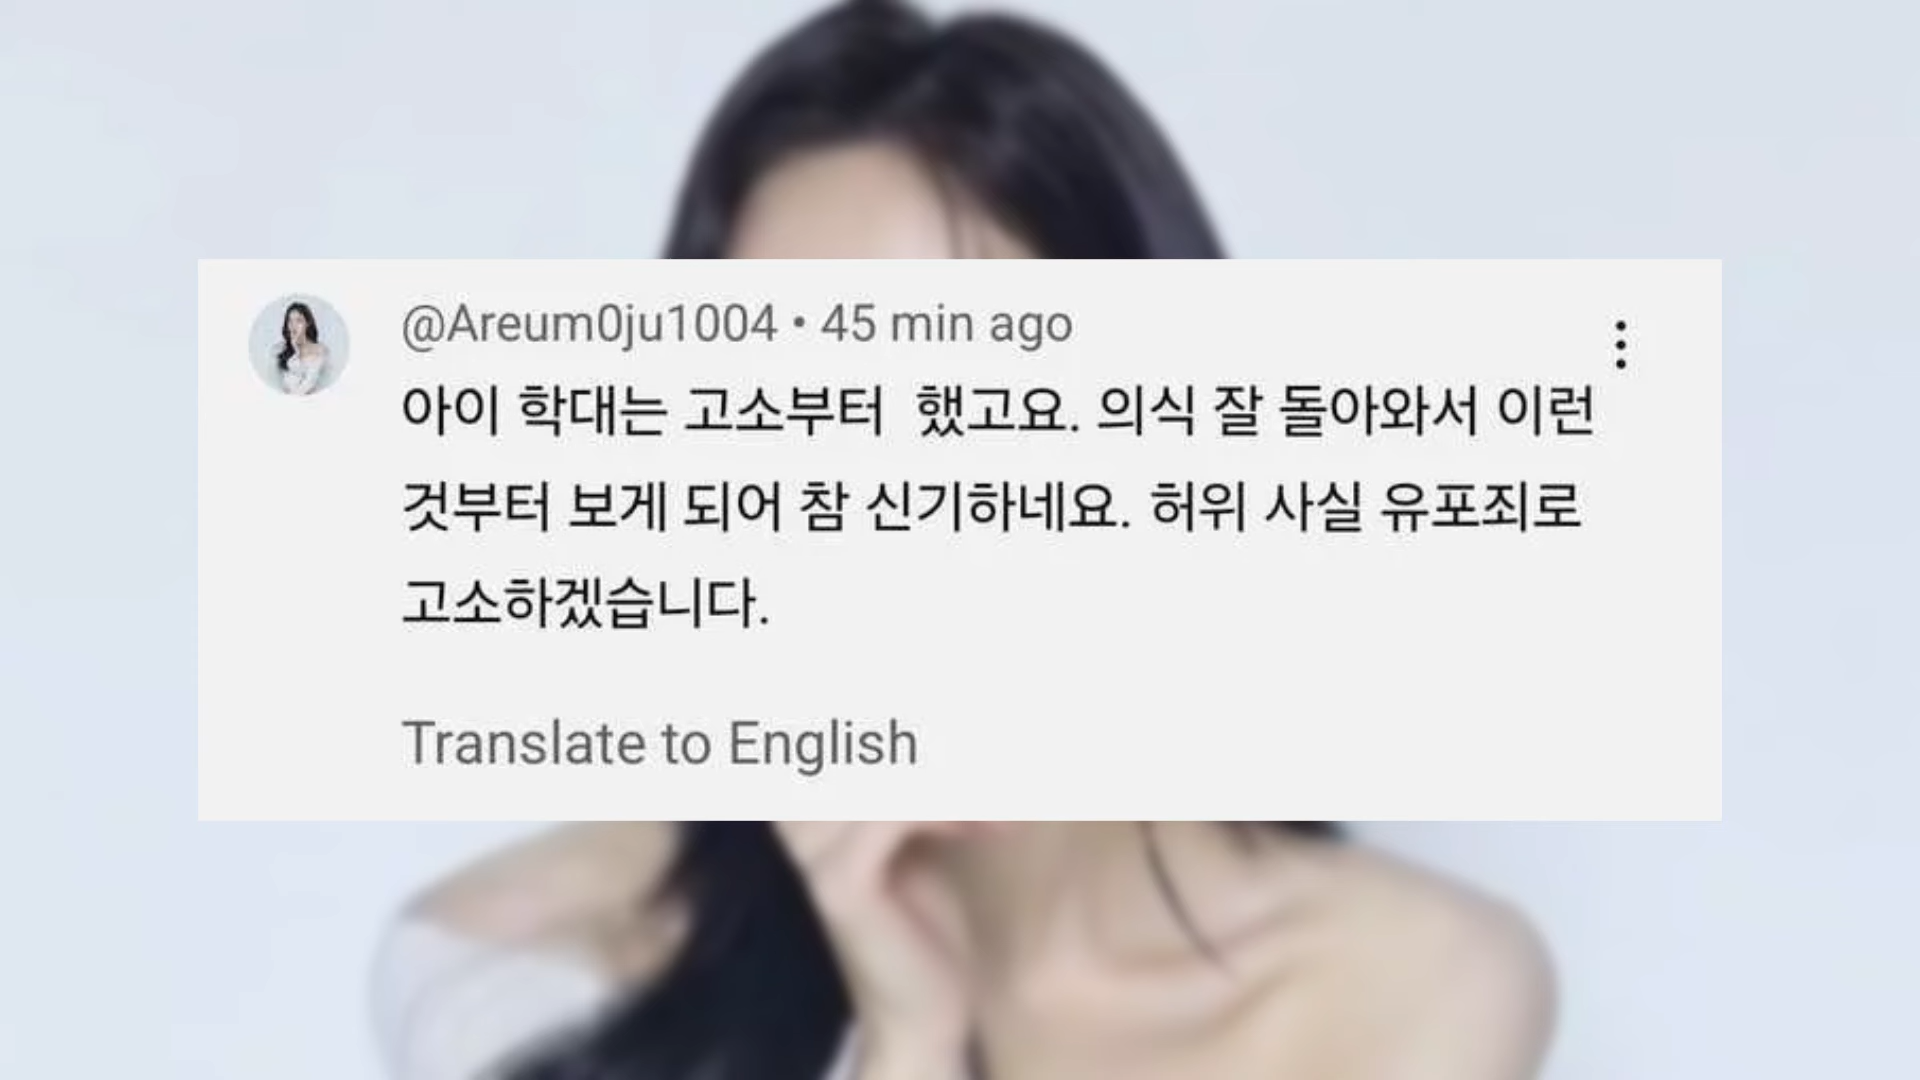 @Areum0ju1004 • 45 min ago
아이 학대는 고소부터  했고요. 의식 잘 돌아와서 이런
것부터 보게 되어 참 신기하네요. 허위 사실 유포죄로
고소하겠습니다.
Translate to English